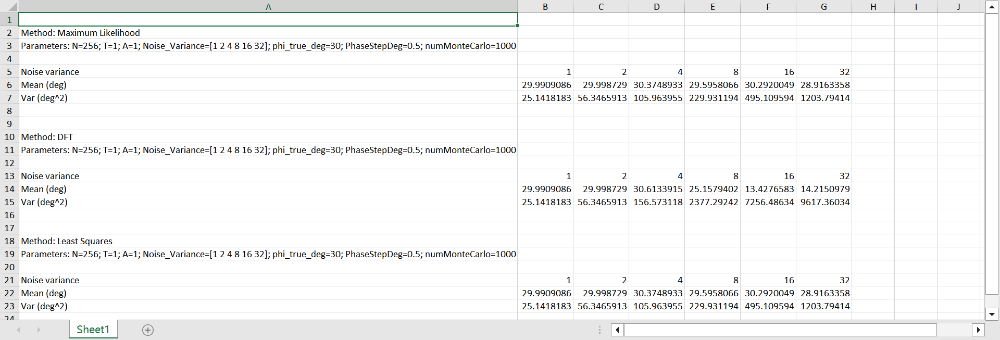 A B C D E F G H I J
1
2 Method: Maximum Likelihood
3 Parameters: N=256; T=1; A=1; Noise_Variance=[1 2 4 8 16 32]; phi_true_deg=30; PhaseStepDeg=0.5; numMonteCarlo=1000
4
5 Noise variance 1 2 4 8 16 32
6 Mean (deg) 29.9909086 29.998729 30.3748933 29.5958066 30.2920049 28.9163358
7 Var (deg^2) 25.1418183 56.3465913 105.963955 229.931194 495.109594 1203.79414
8
9
10 Method: DFT
11 Parameters: N=256; T=1; A=1; Noise_Variance=[1 2 4 8 16 32]; phi_true_deg=30; PhaseStepDeg=0.5; numMonteCarlo=1000
12
13 Noise variance 1 2 4 8 16 32
14 Mean (deg) 29.9909086 29.998729 30.6133915 25.1579402 13.4276583 14.2150979
15 Var (deg^2) 25.1418183 56.3465913 156.573118 2377.29242 7256.48634 9617.36034
16
17
18 Method: Least Squares
19 Parameters: N=256; T=1; A=1; Noise_Variance=[1 2 4 8 16 32]; phi_true_deg=30; PhaseStepDeg=0.5; numMonteCarlo=1000
20
21 Noise variance 1 2 4 8 16 32
22 Mean (deg) 29.9909086 29.998729 30.3748933 29.5958066 30.2920049 28.9163358
23 Var (deg^2) 25.1418183 56.3465913 105.963955 229.931194 495.109594 1203.79414
24
Sheet1